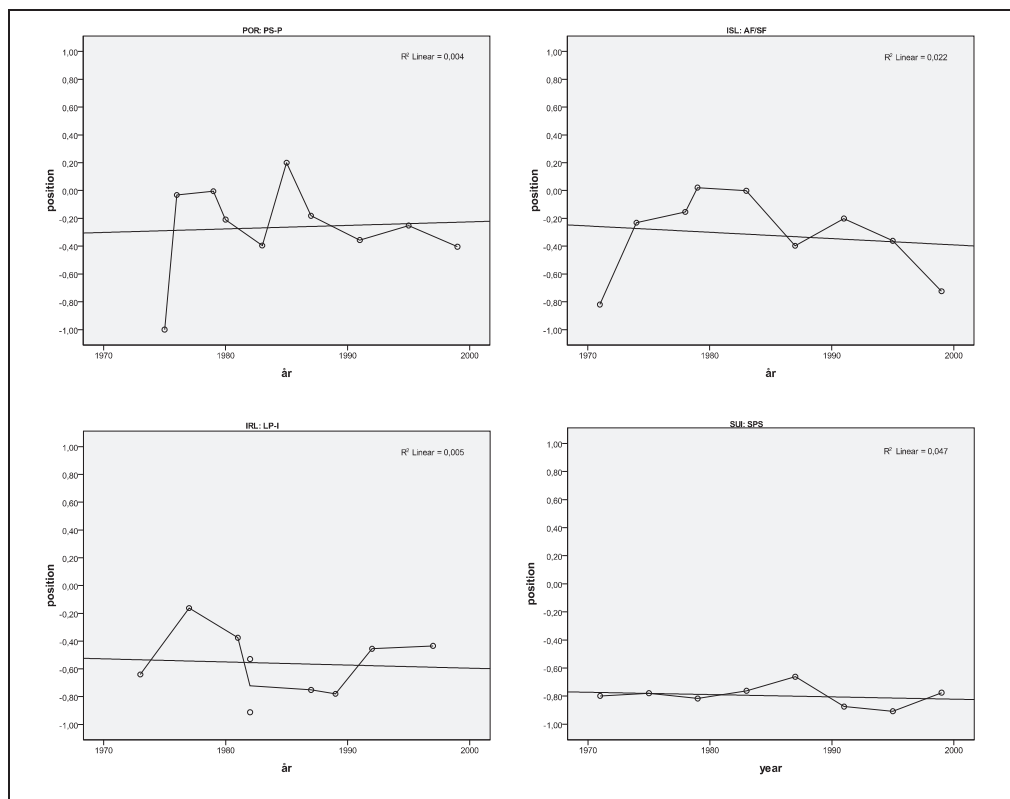 POR: PS-P
R² Linear = 0,004
1,00
0,80
0,60
0,40
0,20
0,00
-0,20
-0,40
-0,60
-0,80
-1,00
position
1970 1980 1990 2000
år
ISL: AF/SF
R² Linear = 0,022
1,00
0,80
0,60
0,40
0,20
0,00
-0,20
-0,40
-0,60
-0,80
-1,00
position
1970 1980 1990 2000
år
IRL: LP-I
R² Linear = 0,005
1,00
0,80
0,60
0,40
0,20
0,00
-0,20
-0,40
-0,60
-0,80
-1,00
position
1970 1980 1990 2000
år
SUI: SPS
R² Linear = 0,047
1,00
0,80
0,60
0,40
0,20
0,00
-0,20
-0,40
-0,60
-0,80
-1,00
position
1970 1980 1990 2000
year